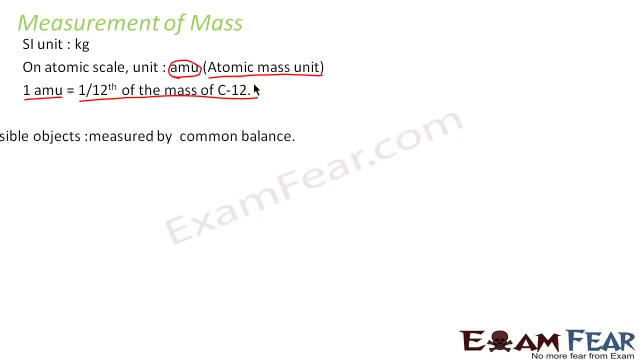 Measurement of Mass
SI unit : kg
On atomic scale, unit : amu (Atomic mass unit)
1 amu = 1/12th of the mass of C-12.
sible objects :measured by common balance.
ExamFear.com
EXAM FEAR
No more fear from Exam